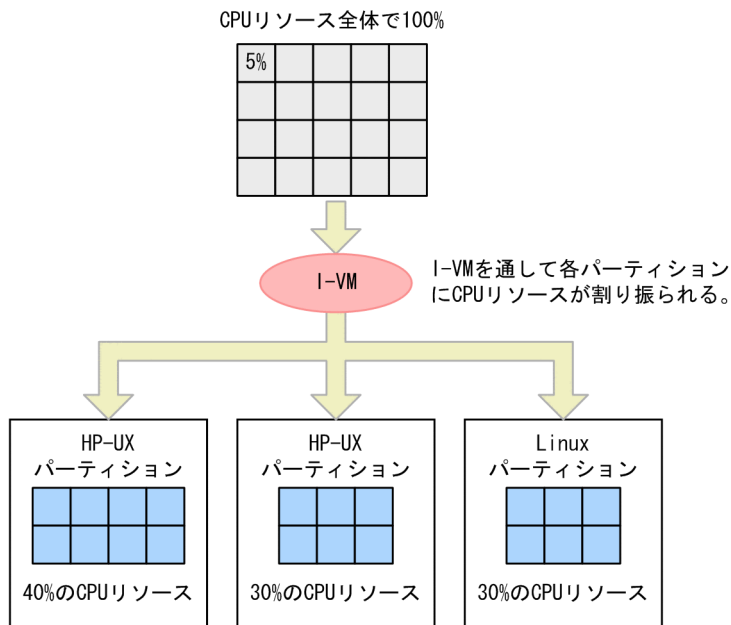 CPUリソース全体で100%
5%
I-VM
I-VMを通して各パーティション
にCPUリソースが割り振られる。
HP-UX
パーティション
40%のCPUリソース
HP-UX
パーティション
30%のCPUリソース
Linux
パーティション
30%のCPUリソース